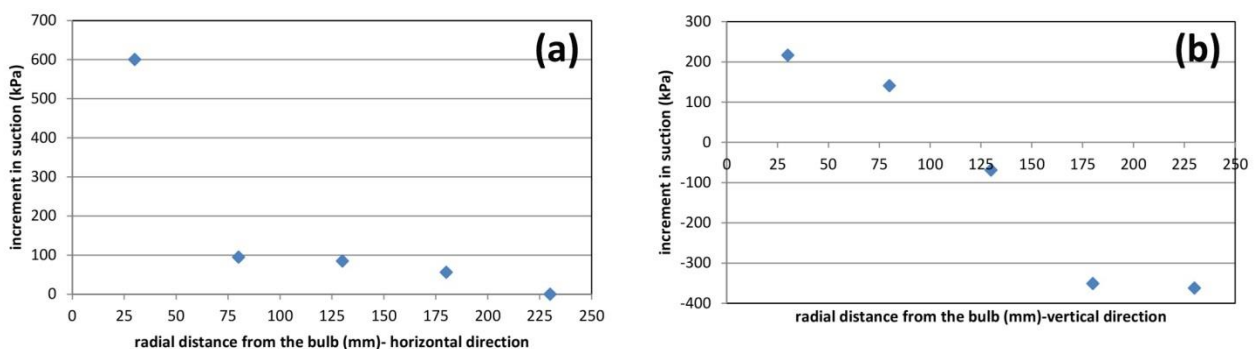 700
600
500
400
300
200
100
0
0 25 50 75 100 125 150 175 200 225 250
increment in suction (kPa)
radial distance from the bulb (mm)- horizontal direction
(a)
300
200
100
0
-100
-200
-300
-400
0 25 50 75 100 125 150 175 200 225 250
increment in suction (kPa)
radial distance from the bulb (mm)-vertical direction
(b)